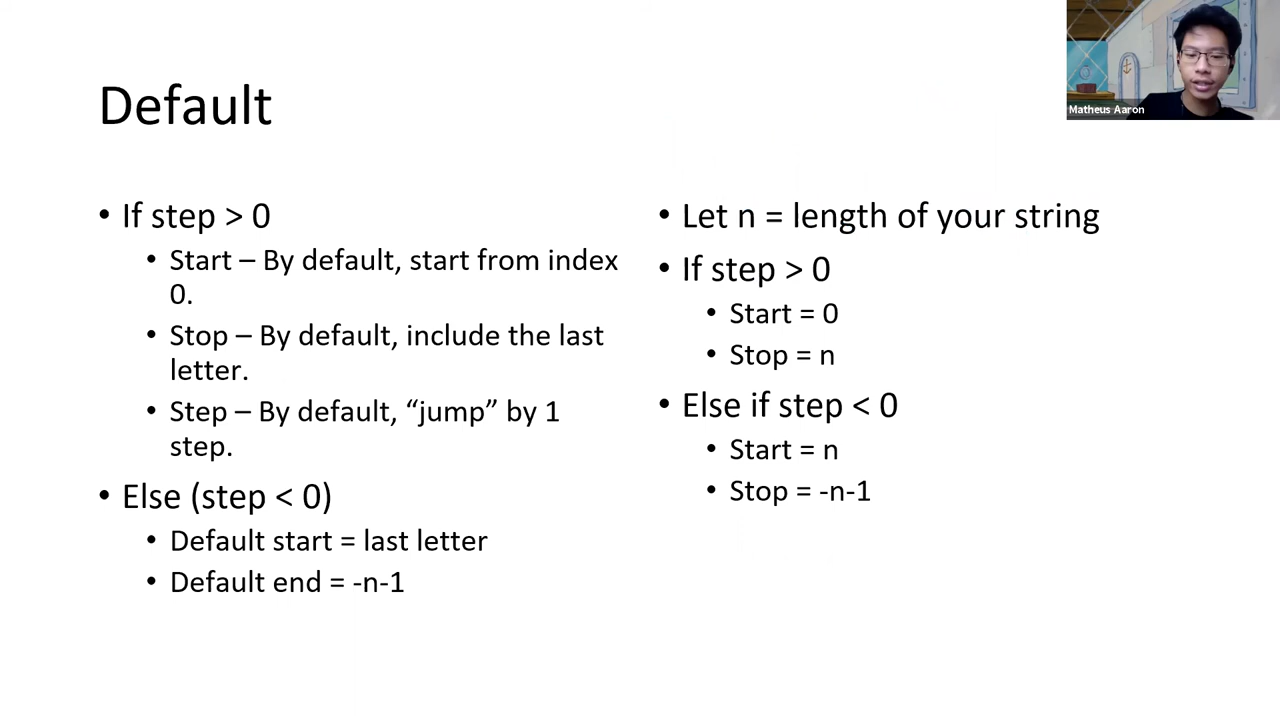 Default
• If step > 0
• Start – By default, start from index
0.
• Stop – By default, include the last
letter.
• Step – By default, “jump” by 1
step.
• Else (step < 0)
• Default start = last letter
• Default end = -n-1
• Let n = length of your string
• If step > 0
• Start = 0
• Stop = n
• Else if step < 0
• Start = n
• Stop = -n-1
Matheus Aaron